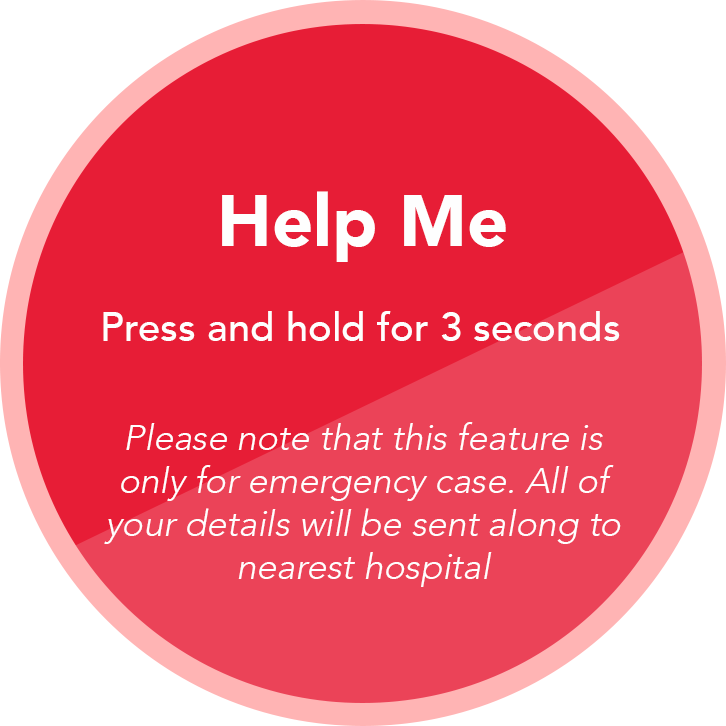 Help Me
Press and hold for 3 seconds
Please note that this feature is
only for emergency case. All of
your details will be sent along to
nearest hospital